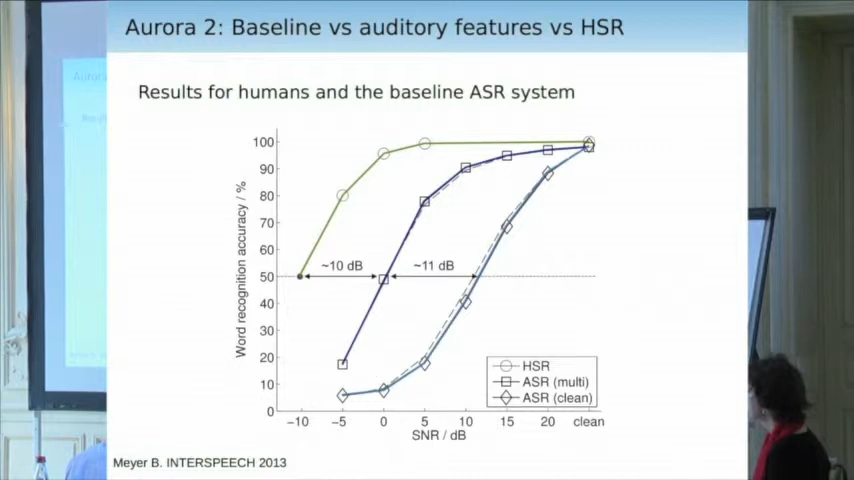 Aurora 2: Baseline vs auditory features vs HSR
Results for humans and the baseline ASR system
Word recognition accuracy / %
100
90
80
70
60
50
40
30
20
10
0
~10 dB
~11 dB
HSR
ASR (multi)
ASR (clean)
−10
−5
0
5
10
15
20
clean
SNR / dB
Meyer B. INTERSPEECH 2013